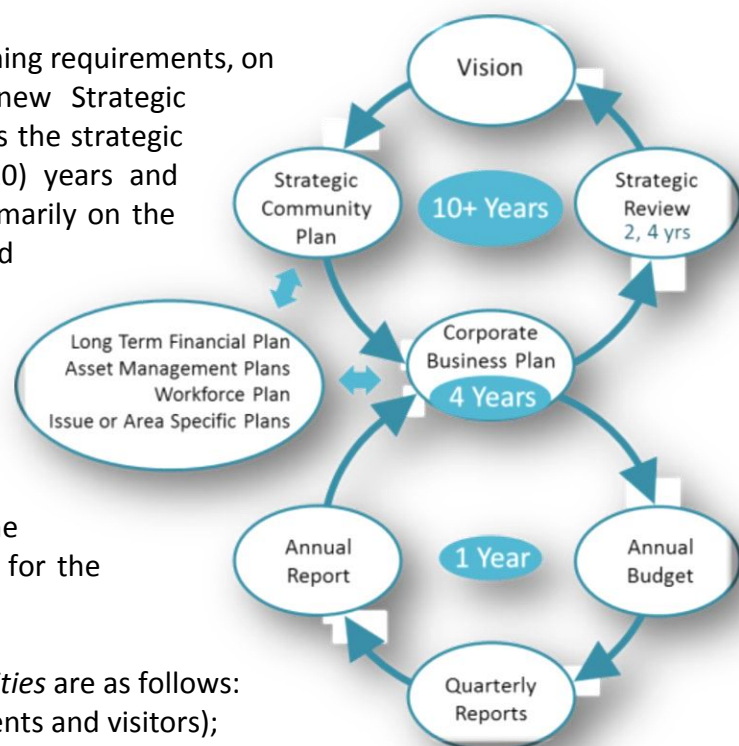 ning requirements, on
new Strategic
s the strategic
0) years and
marily on the
d
ne
for the
ities are as follows:
ents and visitors);
Vision
Strategic
Community
Plan
10+ Years
Strategic
Review
2, 4 yrs
Long Term Financial Plan
Asset Management Plans
Workforce Plan
Issue or Area Specific Plans
Corporate
Business Plan
4 Years
Annual
Report
1 Year
Annual
Budget
Quarterly
Reports